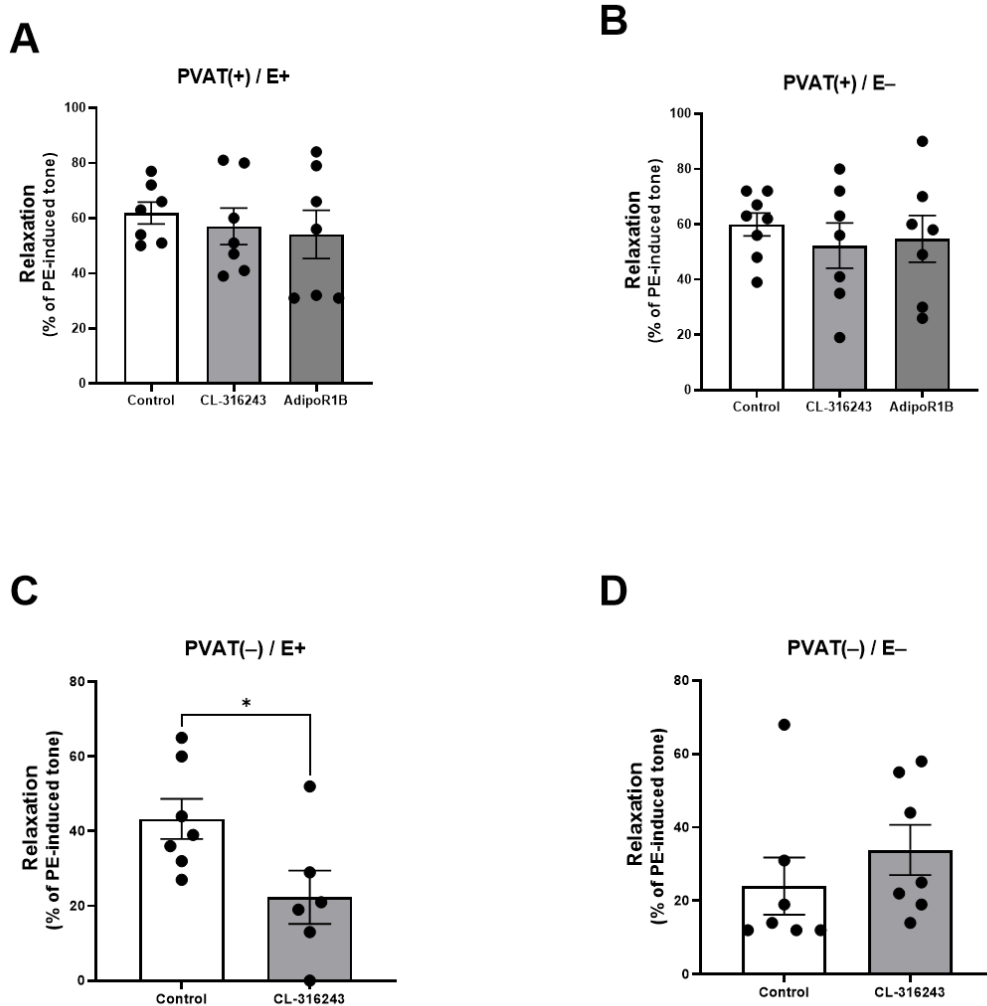 A
PVAT(+) / E+
Relaxation
(% of PE-induced tone)
100
80
60
40
20
0
Control
CL-316243
AdipoR1B
B
PVAT(+) / E–
Relaxation
(% of PE-induced tone)
100
80
60
40
20
0
Control
CL-316243
AdipoR1B
C
PVAT(–) / E+
Relaxation
(% of PE-induced tone)
80
60
40
20
0
*
Control
CL-316243
D
PVAT(–) / E–
Relaxation
(% of PE-induced tone)
80
60
40
20
0
Control
CL-316243